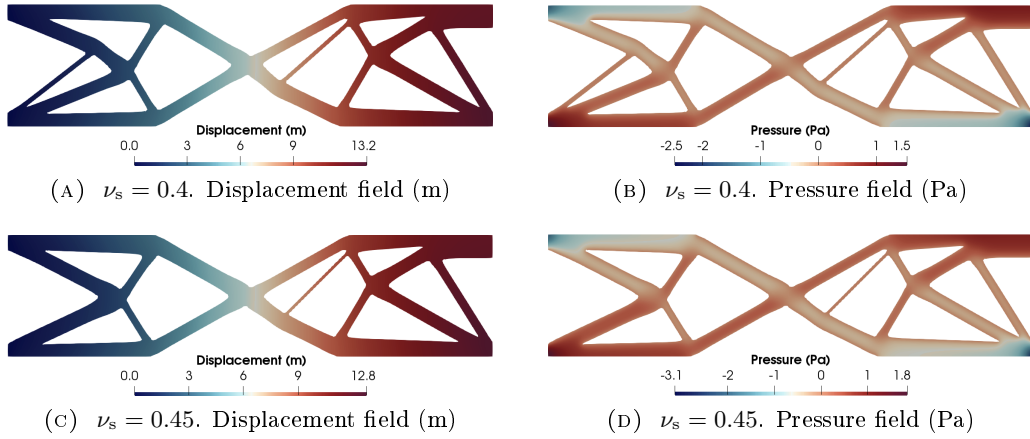 Displacement (m)
0.0 3 6 9 13.2
(A) νs = 0.4. Displacement field (m)
Pressure (Pa)
-2.5 -2 -1 0 1 1.5
(B) νs = 0.4. Pressure field (Pa)
Displacement (m)
0.0 3 6 9 12.8
(C) νs = 0.45. Displacement field (m)
Pressure (Pa)
-3.1 -2 -1 0 1 1.8
(D) νs = 0.45. Pressure field (Pa)